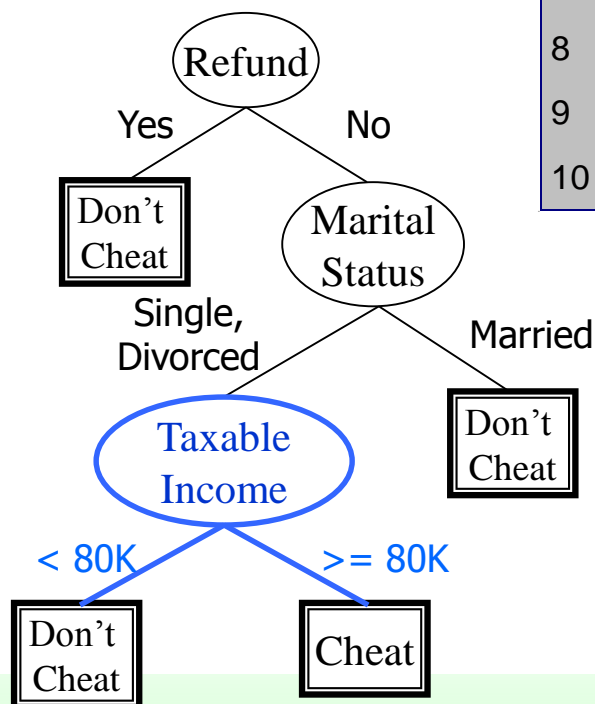 8
9
10
Refund
Yes
No
Don’t
Cheat
Marital
Status
Single,
Divorced
Married
Taxable
Income
Don’t
Cheat
< 80K
>= 80K
Don’t
Cheat
Cheat